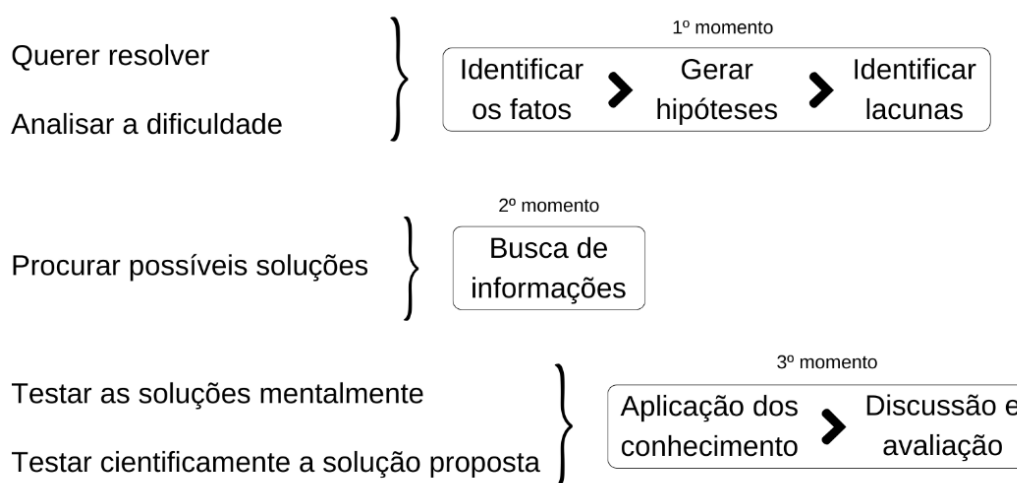 1º momento
Querer resolver
Analisar a dificuldade
Identificar
os fatos
Gerar
hipóteses
Identificar
lacunas
2º momento
Procurar possíveis soluções
Busca de
informações
3º momento
Testar as soluções mentalmente
Testar cientificamente a solução proposta
Aplicação dos
conhecimento
Discussão e
avaliação